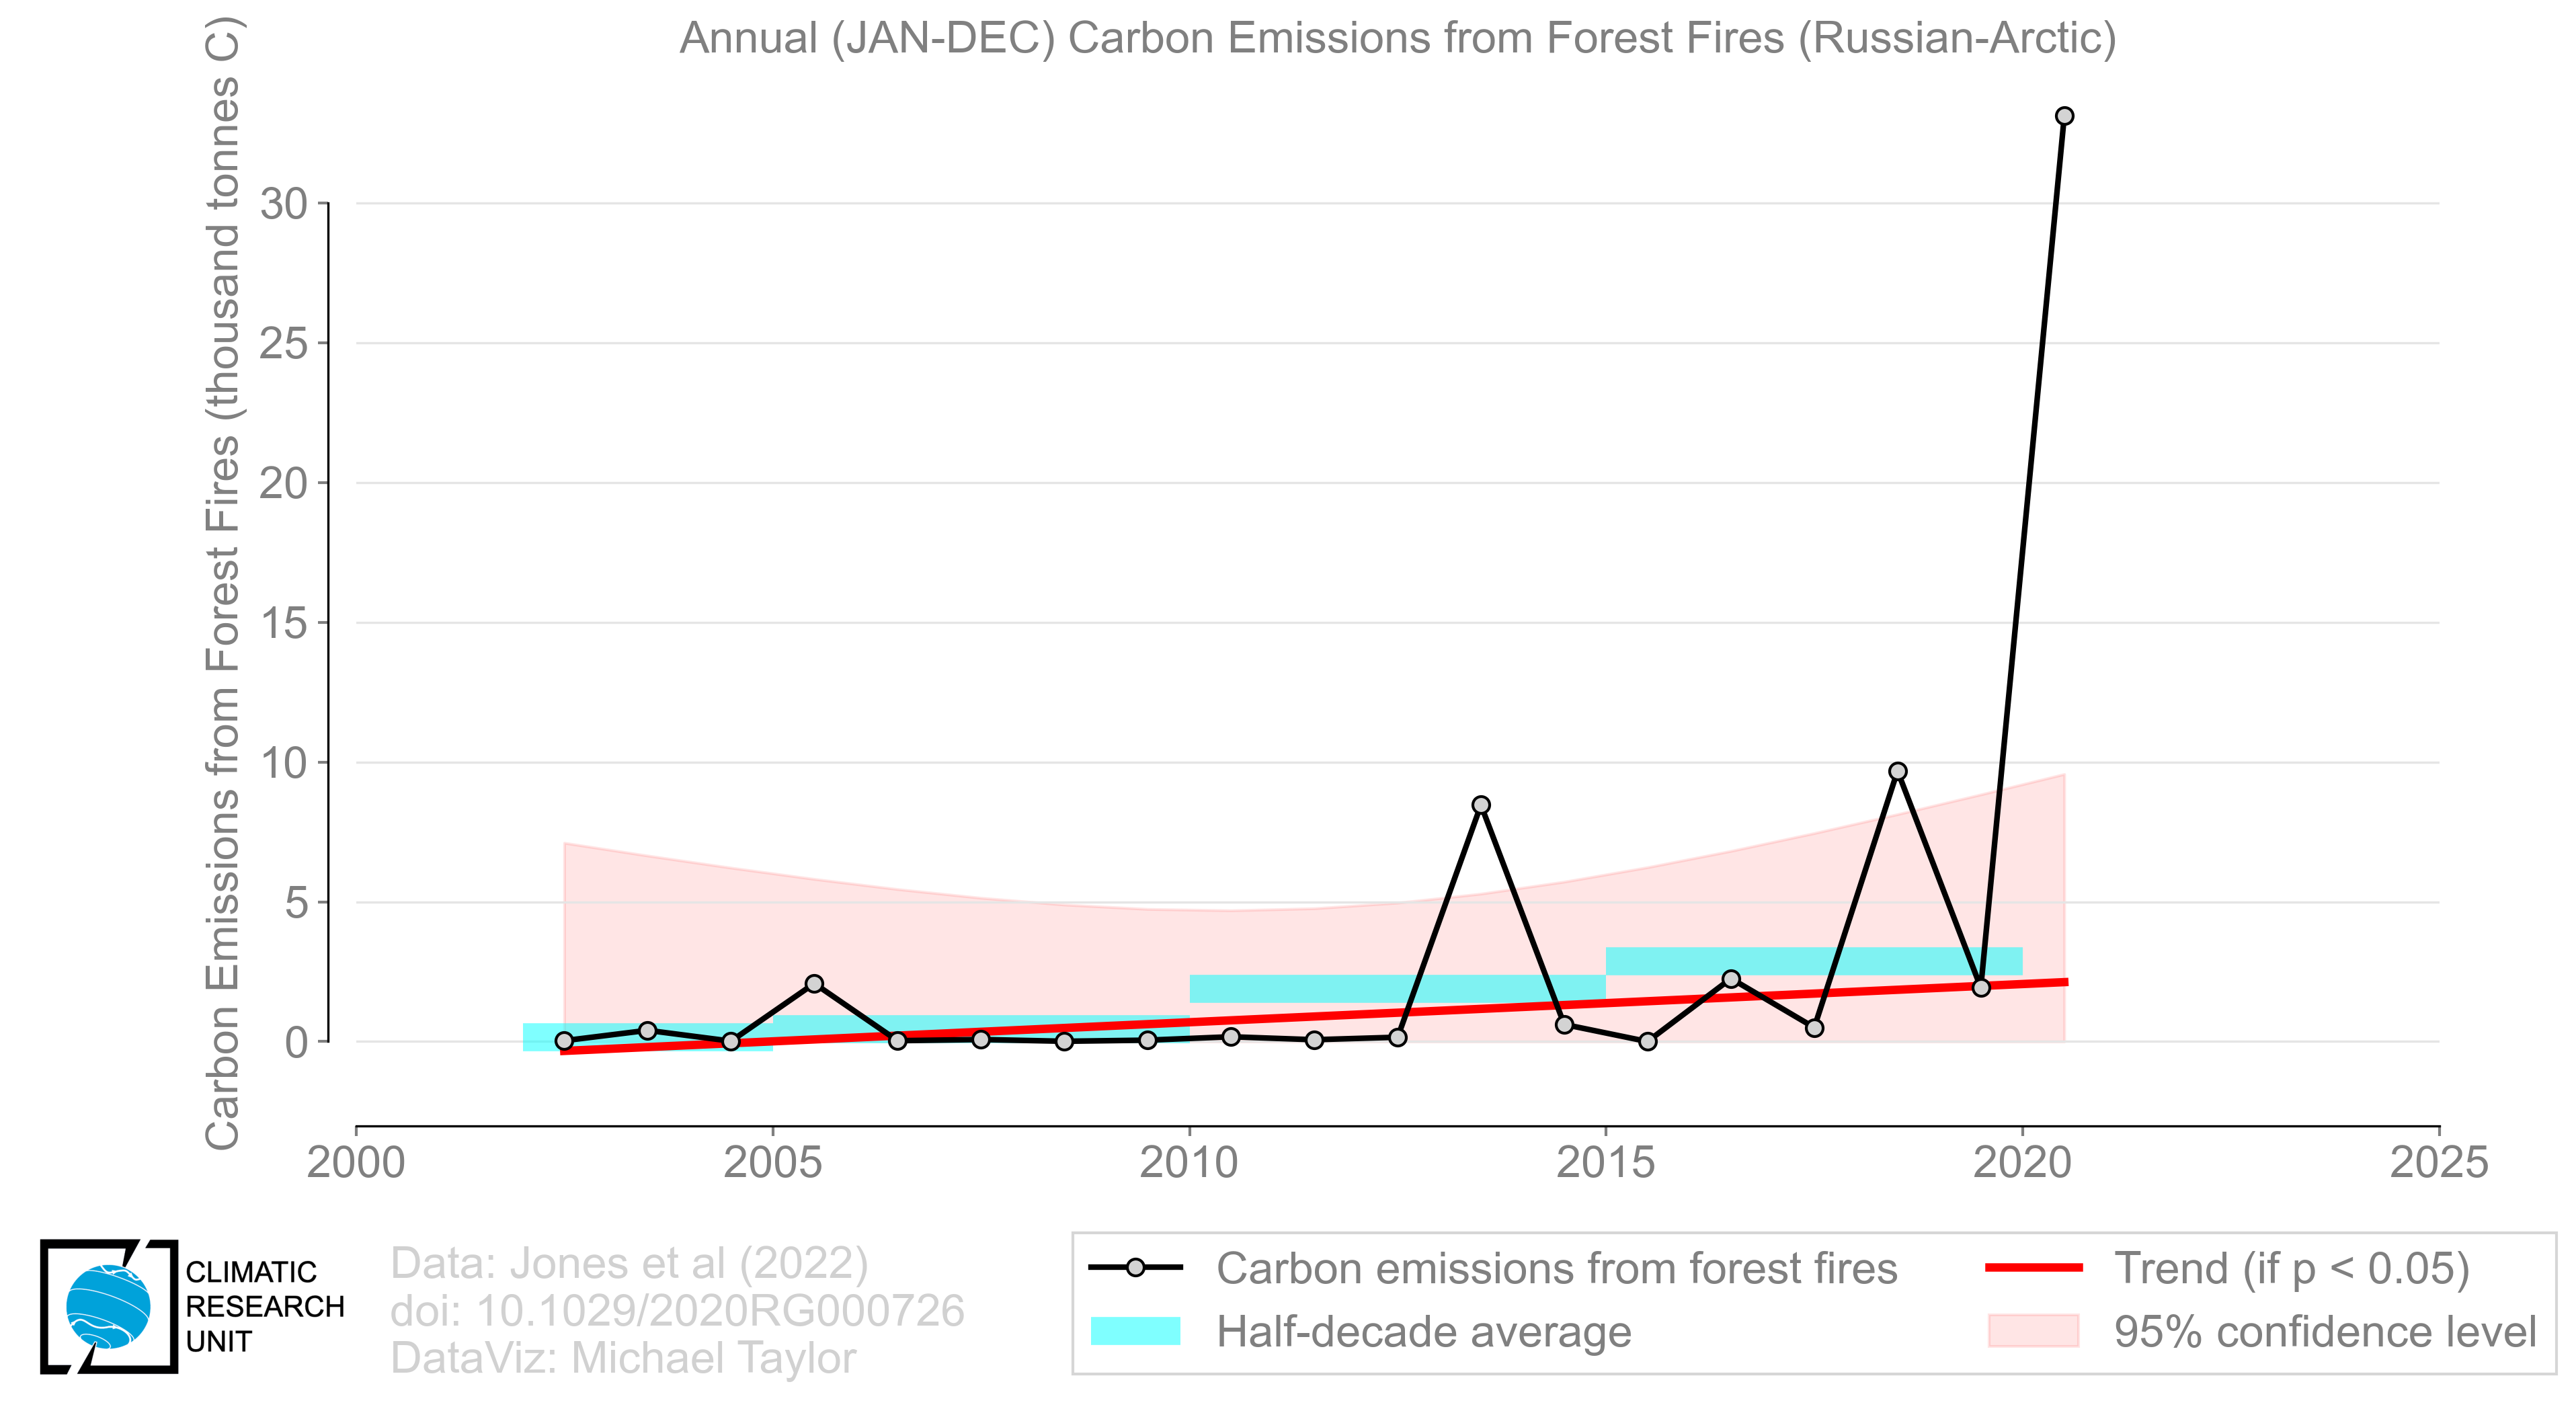 Annual (JAN-DEC) Carbon Emissions from Forest Fires (Russian-Arctic)
Carbon Emissions from Forest Fires (thousand tonnes C)
30
25
20
15
10
5
0
2000 2005 2010 2015 2020 2025
CLIMATIC
RESEARCH
UNIT
Data: Jones et al (2022)
doi: 10.1029/2020RG000726
DataViz: Michael Taylor
Carbon emissions from forest fires
Half-decade average
Trend (if p < 0.05)
95% confidence level